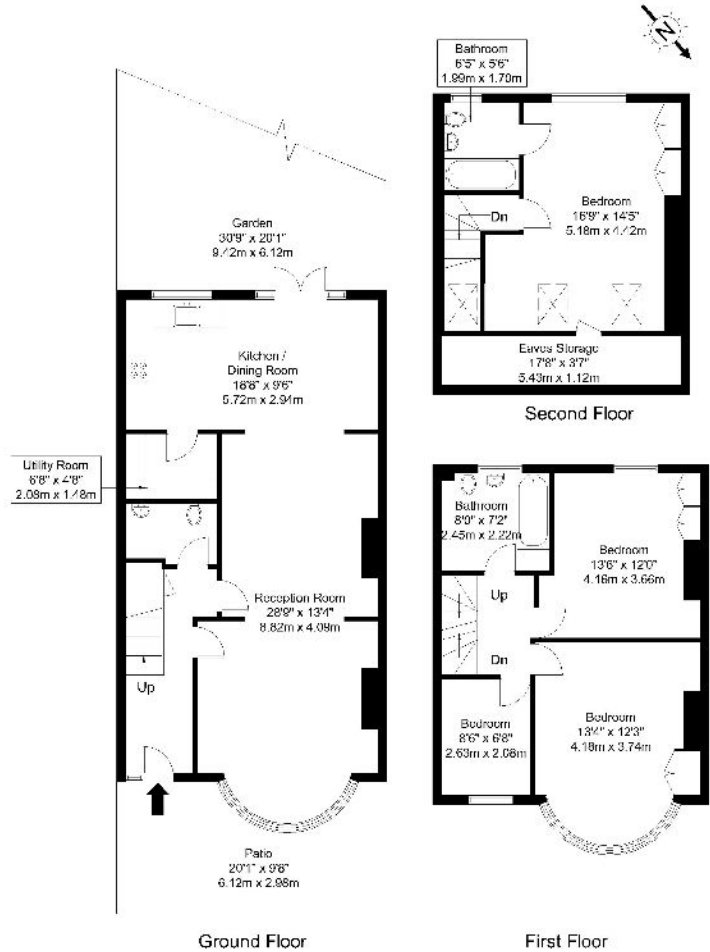 N
Bathroom
6'5" x 5'6"
1.99m x 1.70m
Dn
Bedroom
16'9" x 14'5"
5.18m x 4.42m
Eaves Storage
17'8" x 3'7"
5.43m x 1.12m
Second Floor
Garden
30'9" x 20'1"
9.42m x 6.12m
Kitchen /
Dining Room
18'8" x 9'6"
5.72m x 2.94m
Utility Room
6'8" x 4'8"
2.08m x 1.48m
Reception Room
28'9" x 13'4"
8.82m x 4.09m
Up
Patio
20'1" x 9'8"
6.12m x 2.98m
Ground Floor
Bathroom
8'0" x 7'2"
2.45m x 2.22m
Bedroom
13'6" x 12'0"
4.16m x 3.66m
Up
Dn
Bedroom
8'6" x 6'8"
2.63m x 2.08m
Bedroom
13'4" x 12'3"
4.18m x 3.74m
First Floor